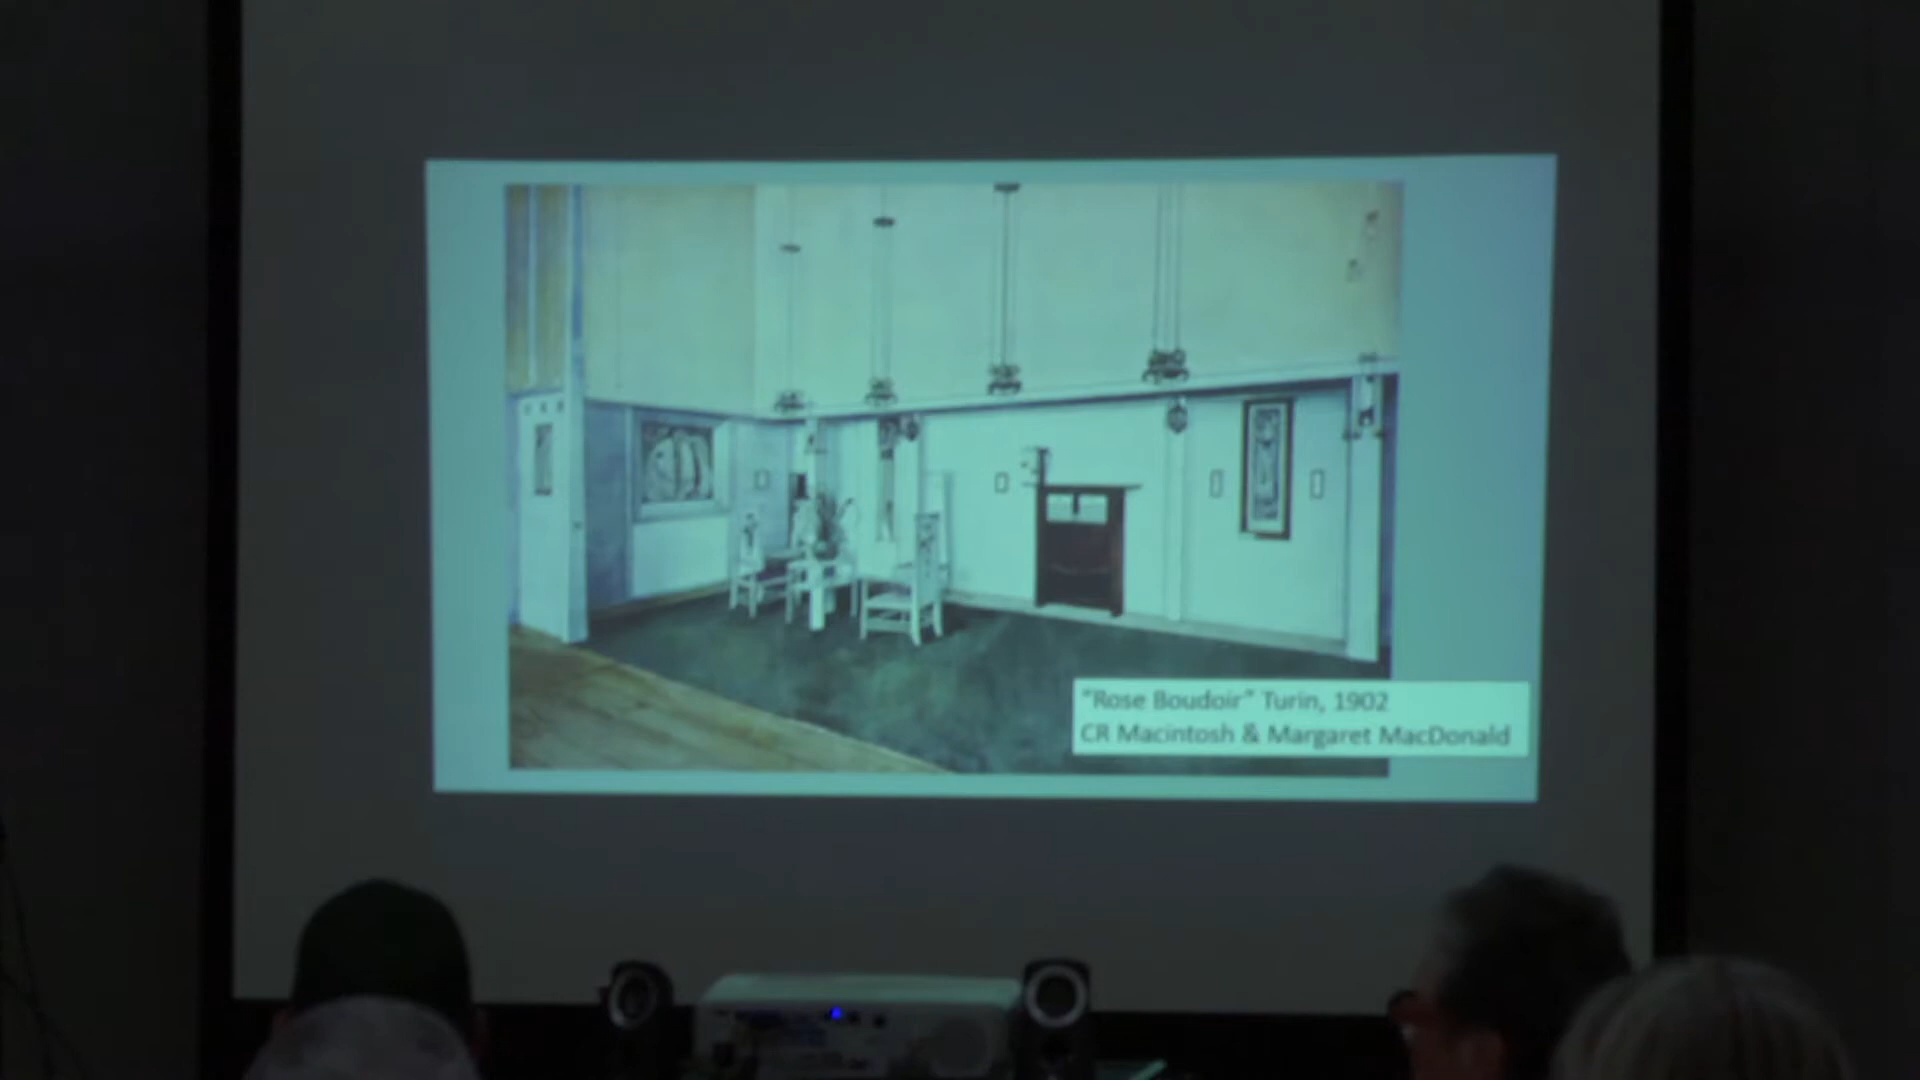 “Rose Boudoir” Turin, 1902
CR Macintosh & Margaret MacDonald